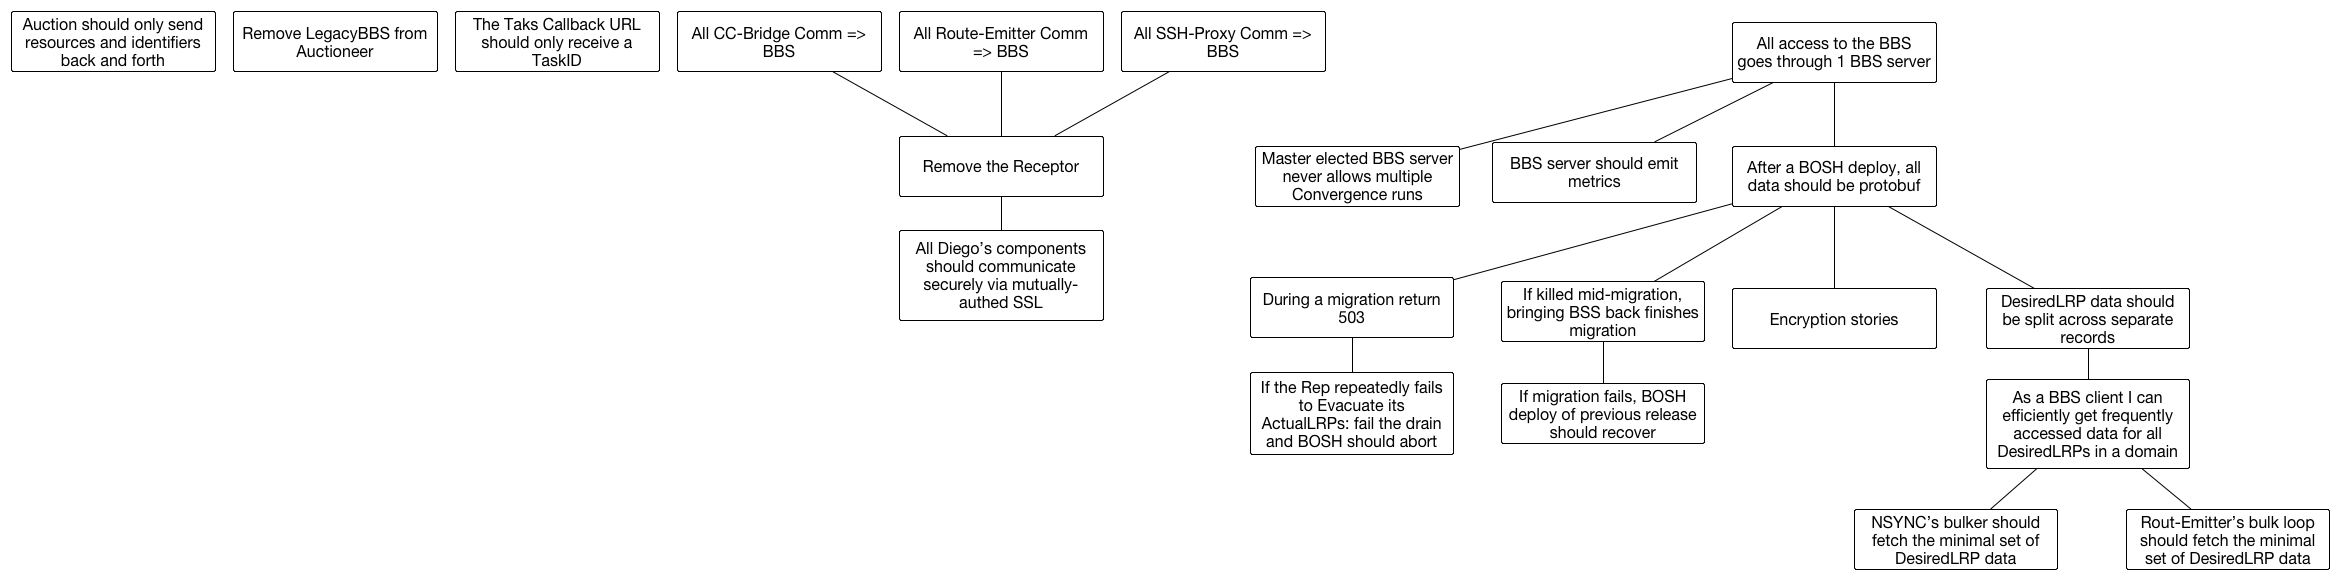 Auction should only send
resources and identifiers
back and forth
Remove LegacyBBS from
Auctioneer
The Taks Callback URL
should only receive a
TaskID
All CC-Bridge Comm =>
BBS
All Route-Emitter Comm
=> BBS
All SSH-Proxy Comm =>
BBS
All access to the BBS
goes through 1 BBS server
Remove the Receptor
Master elected BBS server
never allows multiple
Convergence runs
BBS server should emit
metrics
After a BOSH deploy, all
data should be protobuf
All Diego's components
should communicate
securely via mutually-
authed SSL
During a migration return
503
If killed mid-migration,
bringing BSS back finishes
migration
Encryption stories
DesiredLRP data should
be split across separate
records
If the Rep repeatedly fails
to Evacuate its
ActualLRPs: fail the drain
and BOSH should abort
If migration fails, BOSH
deploy of previous release
should recover
As a BBS client I can
efficiently get frequently
accessed data for all
DesiredLRPs in a domain
NSYNC's bulker should
fetch the minimal set of
DesiredLRP data
Rout-Emitter's bulk loop
should fetch the minimal
set of DesiredLRP data